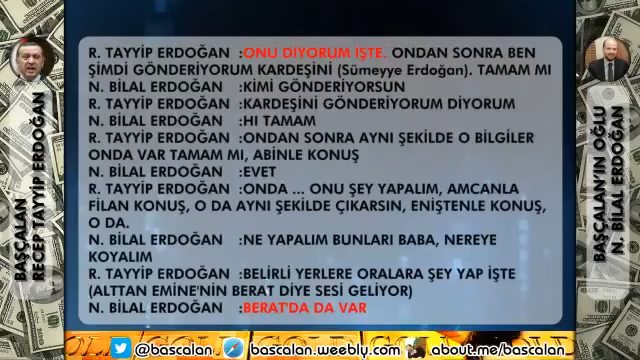 R. TAYYİP ERDOĞAN :ONU DİYORUM İŞTE. ONDAN SONRA BEN
ŞİMDİ GÖNDERİYORUM KARDEŞİNİ (Sümeyye Erdoğan). TAMAM MI
N. BİLAL ERDOĞAN :KİMİ GÖNDERİYORSUN
R. TAYYİP ERDOĞAN :KARDEŞİNİ GÖNDERİYORUM DİYORUM
N. BİLAL ERDOĞAN :HI TAMAM
R. TAYYİP ERDOĞAN :ONDAN SONRA AYNI ŞEKİLDE O BİLGİLER
ONDA VAR TAMAM MI, ABİNLE KONUŞ
N. BİLAL ERDOĞAN :EVET
R. TAYYİP ERDOĞAN :ONDA ... ONU ŞEY YAPALIM, AMCANLA
FİLAN KONUŞ, O DA AYNI ŞEKİLDE ÇIKARSIN, ENİŞTENLE KONUŞ,
O DA.
N. BİLAL ERDOĞAN :NE YAPALIM BUNLARI BABA, NEREYE
KOYALIM
R. TAYYİP ERDOĞAN :BELİRLİ YERLERE ORALARA ŞEY YAP İŞTE
(ALTTAN EMİNE'NİN BERAT DİYE SESİ GELİYOR)
N. BİLAL ERDOĞAN :BERAT'DA DA VAR
BAŞÇALAN
RECEP TAYYİP ERDOĞAN
BAŞÇALAN'IN OĞLU
N. BİLAL ERDOĞAN
@bascalan
bascalan.weebly.com
about.me/bascalan